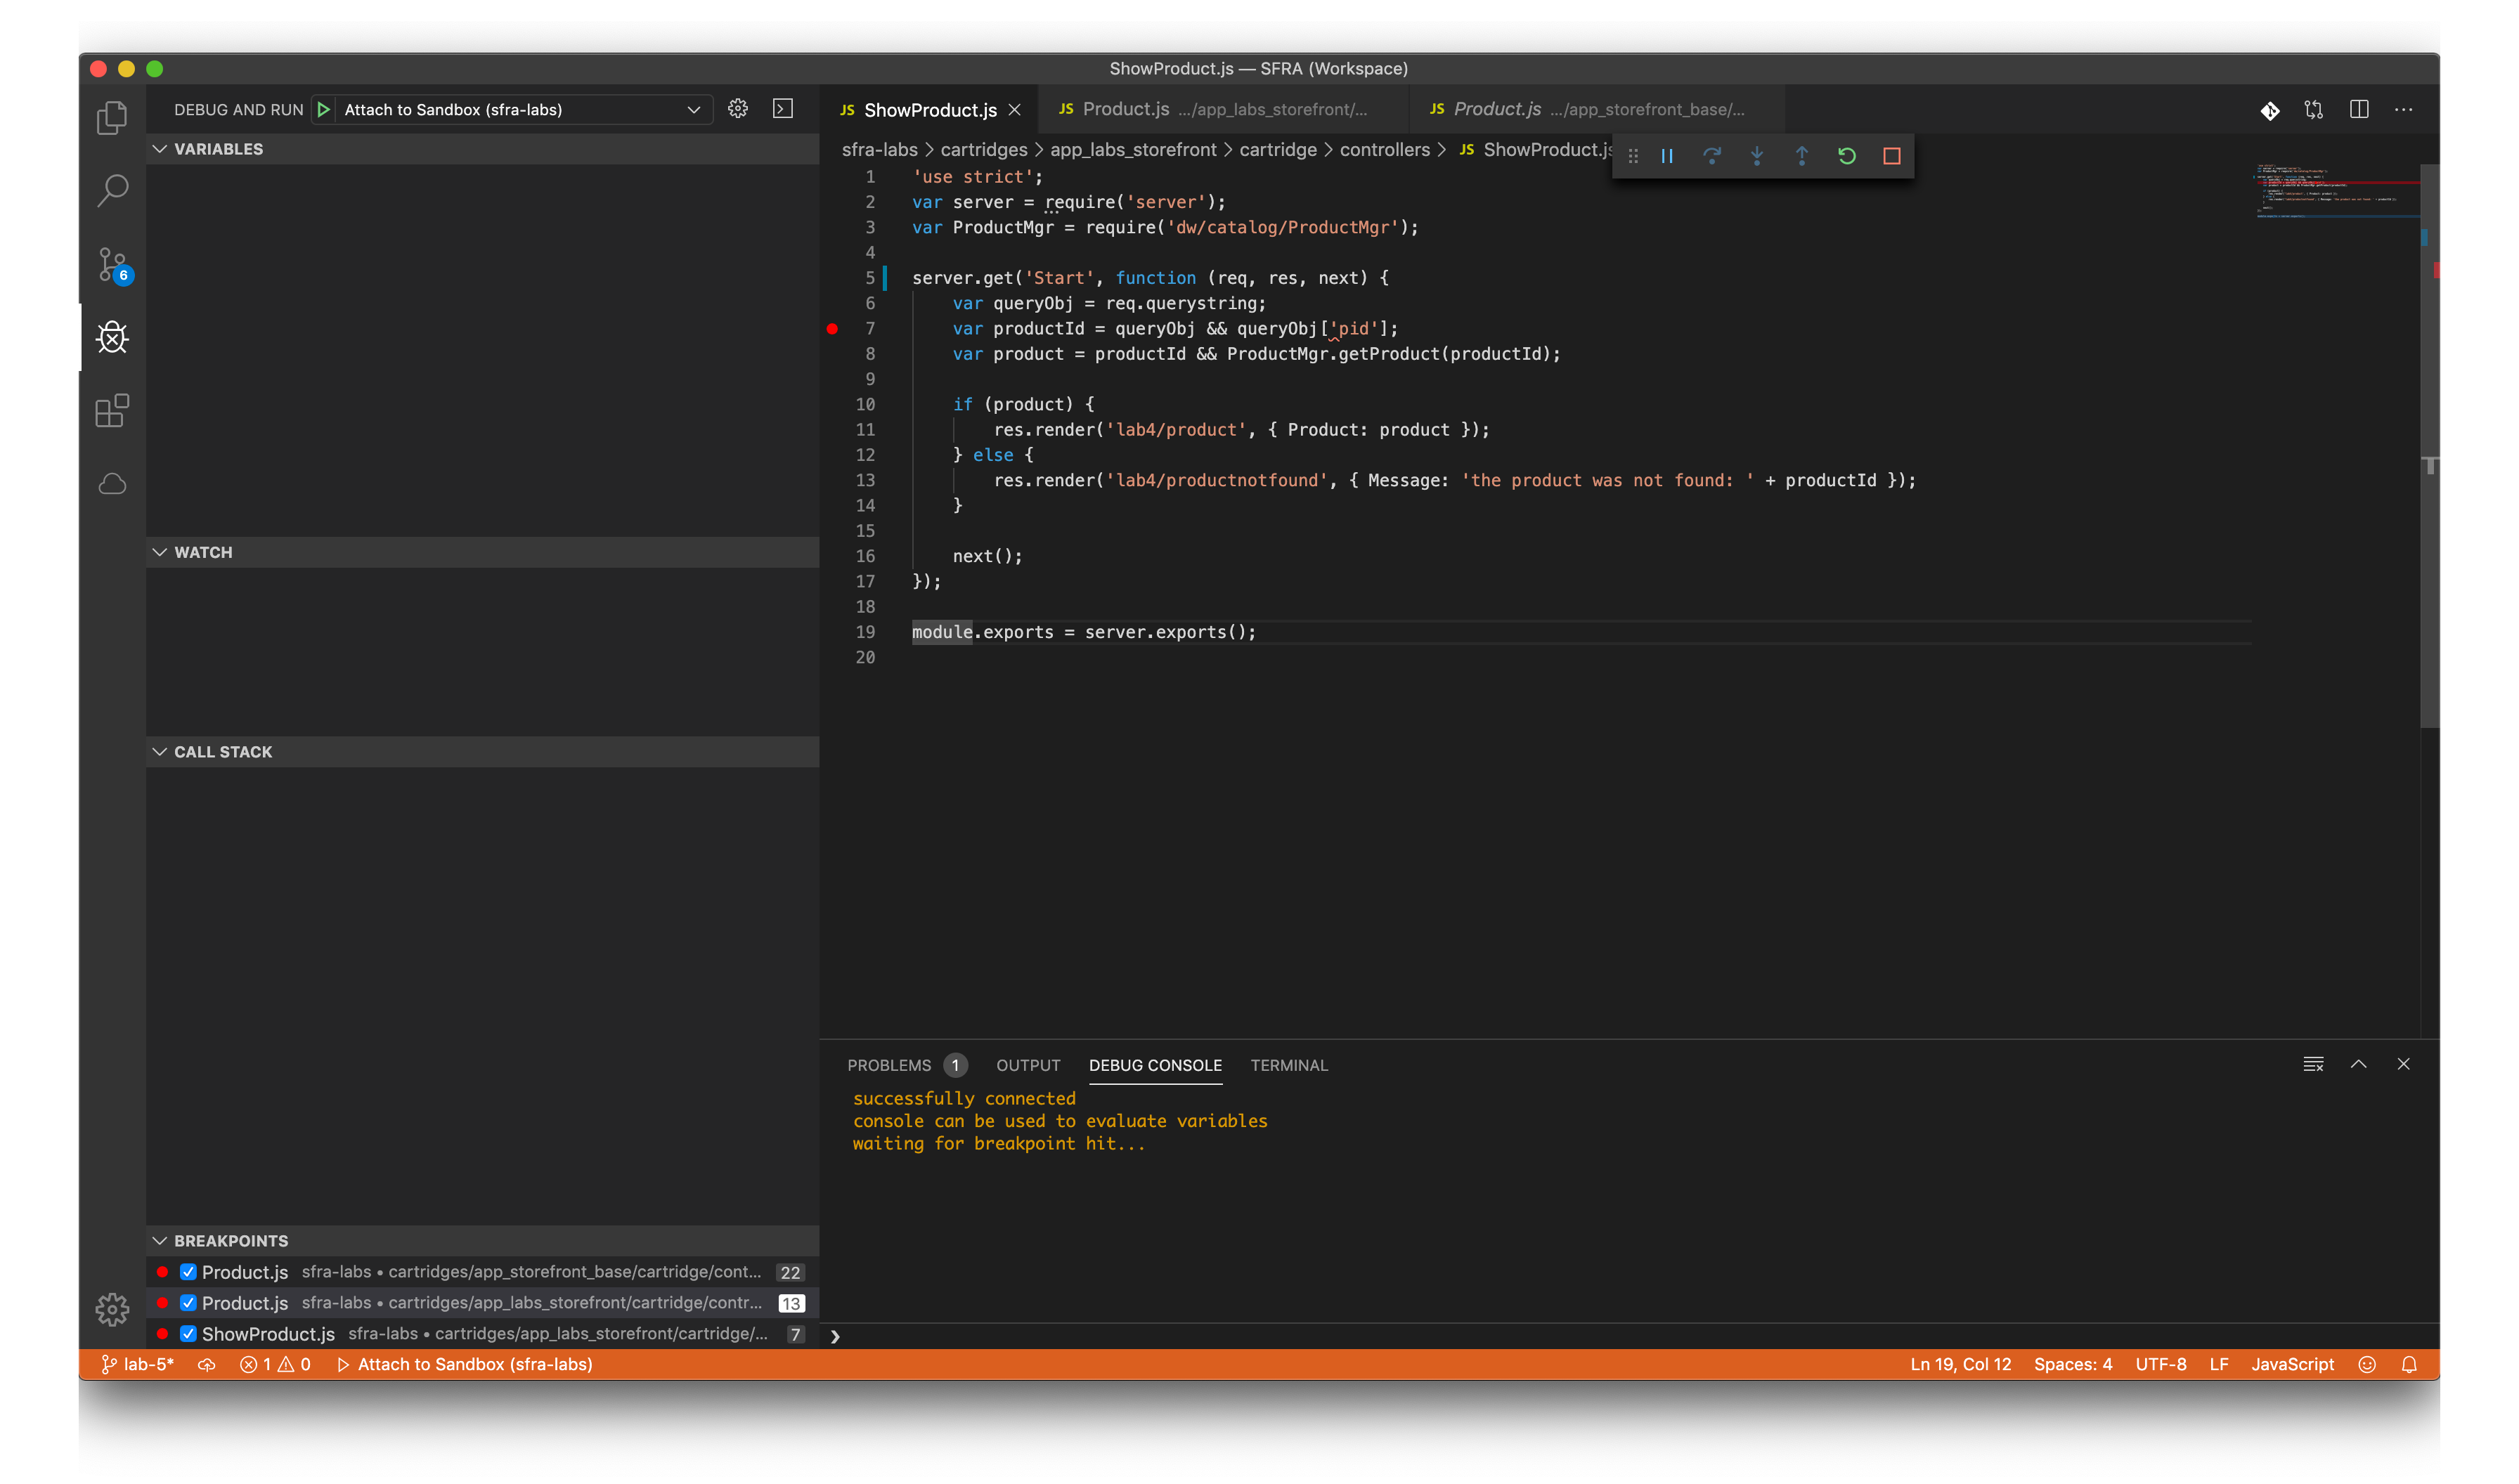 ShowProduct.js — SFRA (Workspace)
DEBUG AND RUN Attach to Sandbox (sfra-labs)
JS ShowProduct.js JS Product.js .../app_labs_storefront/... JS Product.js .../app_storefront_base/...
VARIABLES
WATCH
CALL STACK
BREAKPOINTS
Product.js sfra-labs • cartridges/app_storefront_base/cartridge/cont... 22
Product.js sfra-labs • cartridges/app_labs_storefront/cartridge/contr... 13
ShowProduct.js sfra-labs • cartridges/app_labs_storefront/cartridge/... 7
6
sfra-labs > cartridges > app_labs_storefront > cartridge > controllers > JS ShowProduct.js
1 'use strict';
2 var server = require('server');
3 var ProductMgr = require('dw/catalog/ProductMgr');
4
5 server.get('Start', function (req, res, next) {
6 var queryObj = req.querystring;
7 var productId = queryObj && queryObj['pid'];
8 var product = productId && ProductMgr.getProduct(productId);
9
10 if (product) {
11 res.render('lab4/product', { Product: product });
12 } else {
13 res.render('lab4/productnotfound', { Message: 'the product was not found: ' + productId });
14 }
15
16 next();
17 });
18
19 module.exports = server.exports();
20
PROBLEMS 1 OUTPUT DEBUG CONSOLE TERMINAL
successfully connected
console can be used to evaluate variables
waiting for breakpoint hit...
lab-5* 1 0 Attach to Sandbox (sfra-labs) Ln 19, Col 12 Spaces: 4 UTF-8 LF JavaScript